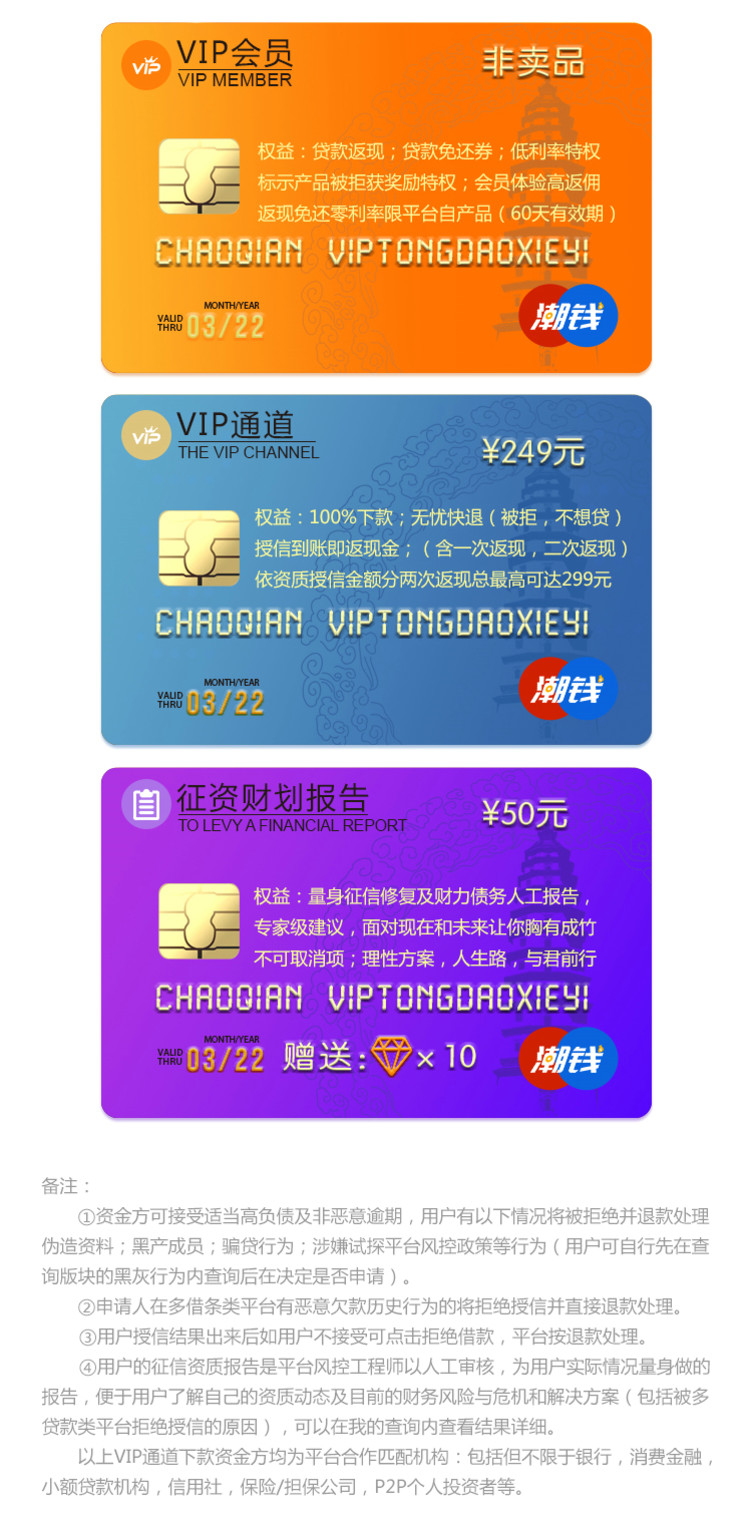 VIP
VIP会员
VIP MEMBER
非卖品
权益：贷款返现；贷款免还券；低利率特权
标示产品被拒获奖励特权；会员体验高返佣
返现免还零利率限平台自产品（60天有效期）
CHAOQIAN VIPTONGDAOXIEYI
MONTH/YEAR
VALID
THRU
03/22
潮钱
VIP
VIP通道
THE VIP CHANNEL
¥249元
权益：100%下款；无忧快退（被拒，不想贷）
授信到账即返现金；（含一次返现，二次返现）
依资质授信金额分两次返现总最高可达299元
CHAOQIAN VIPTONGDAOXIEYI
MONTH/YEAR
VALID
THRU
03/22
潮钱
征资财划报告
TO LEVY A FINANCIAL REPORT
¥50元
权益：量身征信修复及财力债务人工报告，
专家级建议，面对现在和未来让你胸有成竹
不可取消项；理性方案，人生路，与君前行
CHAOQIAN VIPTONGDAOXIEYI
MONTH/YEAR
VALID
THRU
03/22
赠送：× 10
潮钱
备注：
①资金方可接受适当高负债及非恶意逾期，用户有以下情况将被拒绝并退款处理
伪造资料；黑产成员；骗贷行为；涉嫌试探平台风控政策等行为（用户可自行先在查
询版块的黑灰行为内查询后在决定是否申请）。
②申请人在多借条类平台有恶意欠款历史行为的将拒绝授信并直接退款处理。
③用户授信结果出来后如用户不接受可点击拒绝借款，平台按退款处理。
④用户的征信资质报告是平台风控工程师以人工审核，为用户实际情况量身做的
报告，便于用户了解自己的资质动态及目前的财务风险与危机和解决方案（包括被多
贷款类平台拒绝授信的原因），可以在我的查询内查看结果详细。
以上VIP通道下款资金方均为平台合作匹配机构：包括但不限于银行，消费金融，
小额贷款机构，信用社，保险/担保公司，P2P个人投资者等。